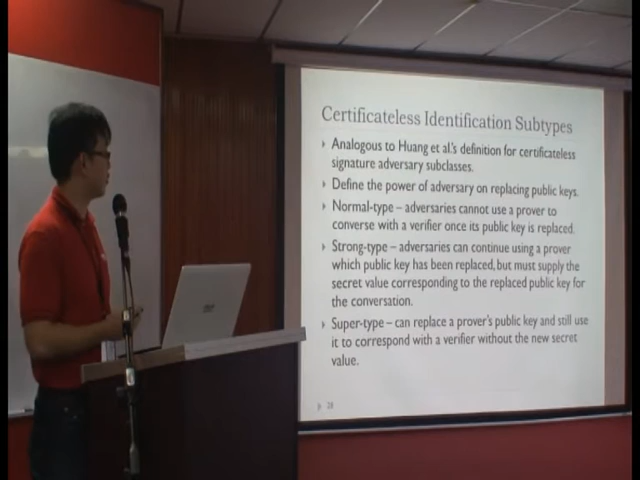 Certificateless Identification Subtypes
Analogous to Huang et al.'s definition for certificateless
signature adversary subclasses.
Define the power of adversary on replacing public keys.
Normal-type – adversaries cannot use a prover to
converse with a verifier once its public key is replaced.
Strong-type – adversaries can continue using a prover
which public key has been replaced, but must supply the
secret value corresponding to the replaced public key for
the conversation.
Super-type – can replace a prover's public key and still use
it to correspond with a verifier without the new secret
value.
28